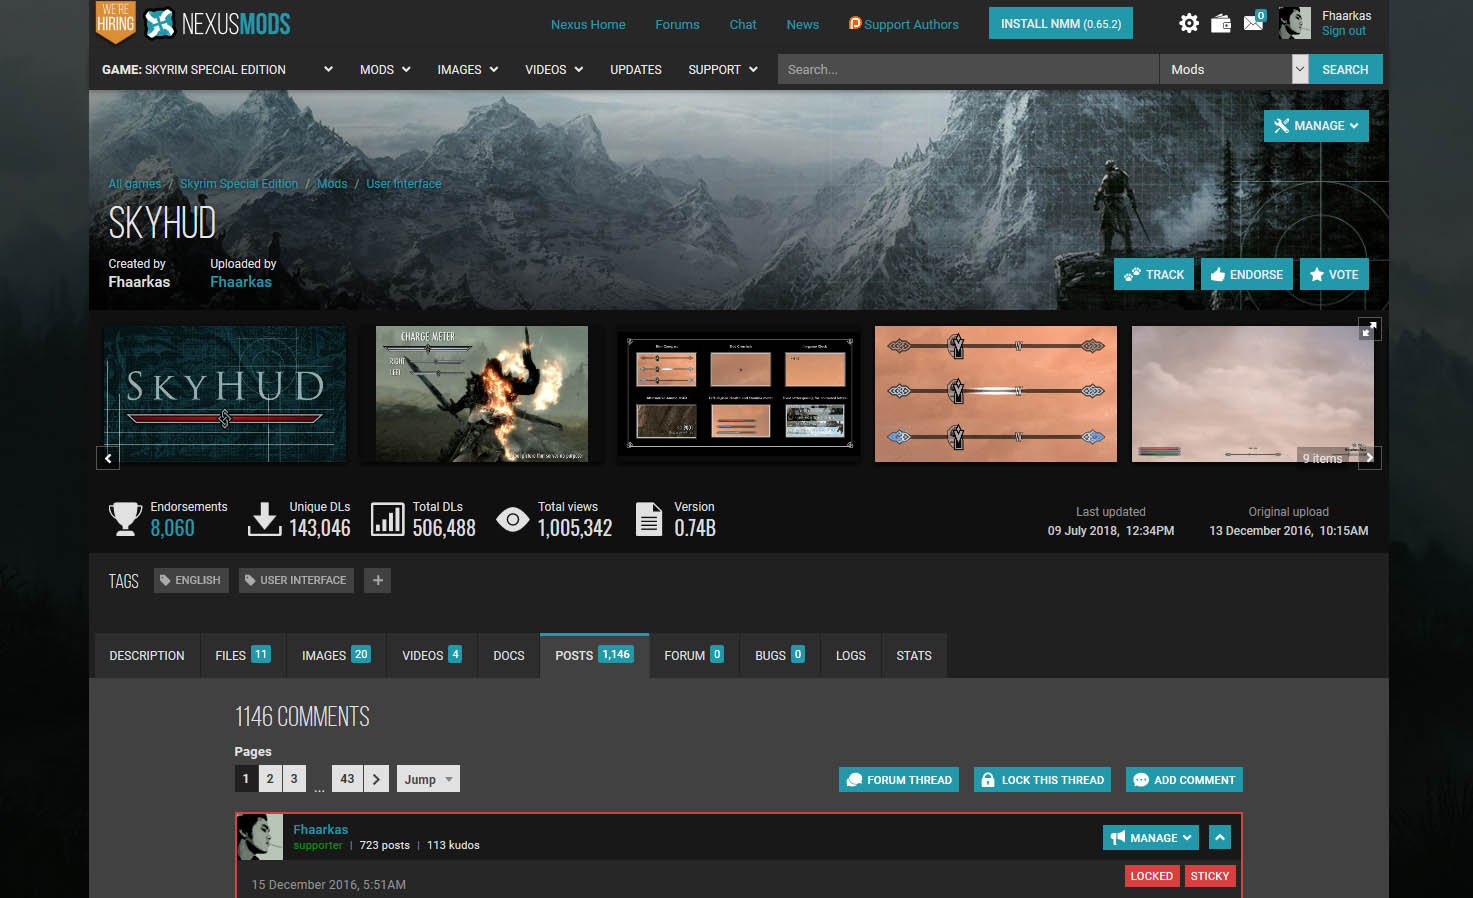 WE'RE
HIRING
NEXUSMODS
Nexus Home
Forums
Chat
News
Support Authors
INSTALL NMM (0.65.2)
0
Fhaarkas
Sign out
GAME: SKYRIM SPECIAL EDITION
MODS
IMAGES
VIDEOS
UPDATES
SUPPORT
Search...
Mods
SEARCH
MANAGE
All games / Skyrim Special Edition / Mods / User Interface
SKYHUD
Created by
Fhaarkas
Uploaded by
Fhaarkas
TRACK
ENDORSE
VOTE
SKYHUD
CHARGE METER
RIGHT
LEFT
9 items
Endorsements
8,060
Unique DLs
143,046
Total DLs
506,488
Total views
1,005,342
Version
0.74B
Last updated
09 July 2018, 12:34PM
Original upload
13 December 2016, 10:15AM
TAGS
ENGLISH
USER INTERFACE
+
DESCRIPTION
FILES 11
IMAGES 20
VIDEOS 4
DOCS
POSTS 1,146
FORUM 0
BUGS 0
LOGS
STATS
1146 COMMENTS
Pages
1 2 3 ... 43
Jump
FORUM THREAD
LOCK THIS THREAD
ADD COMMENT
Fhaarkas
supporter | 723 posts | 113 kudos
MANAGE
15 December 2016, 5:51AM
LOCKED
STICKY